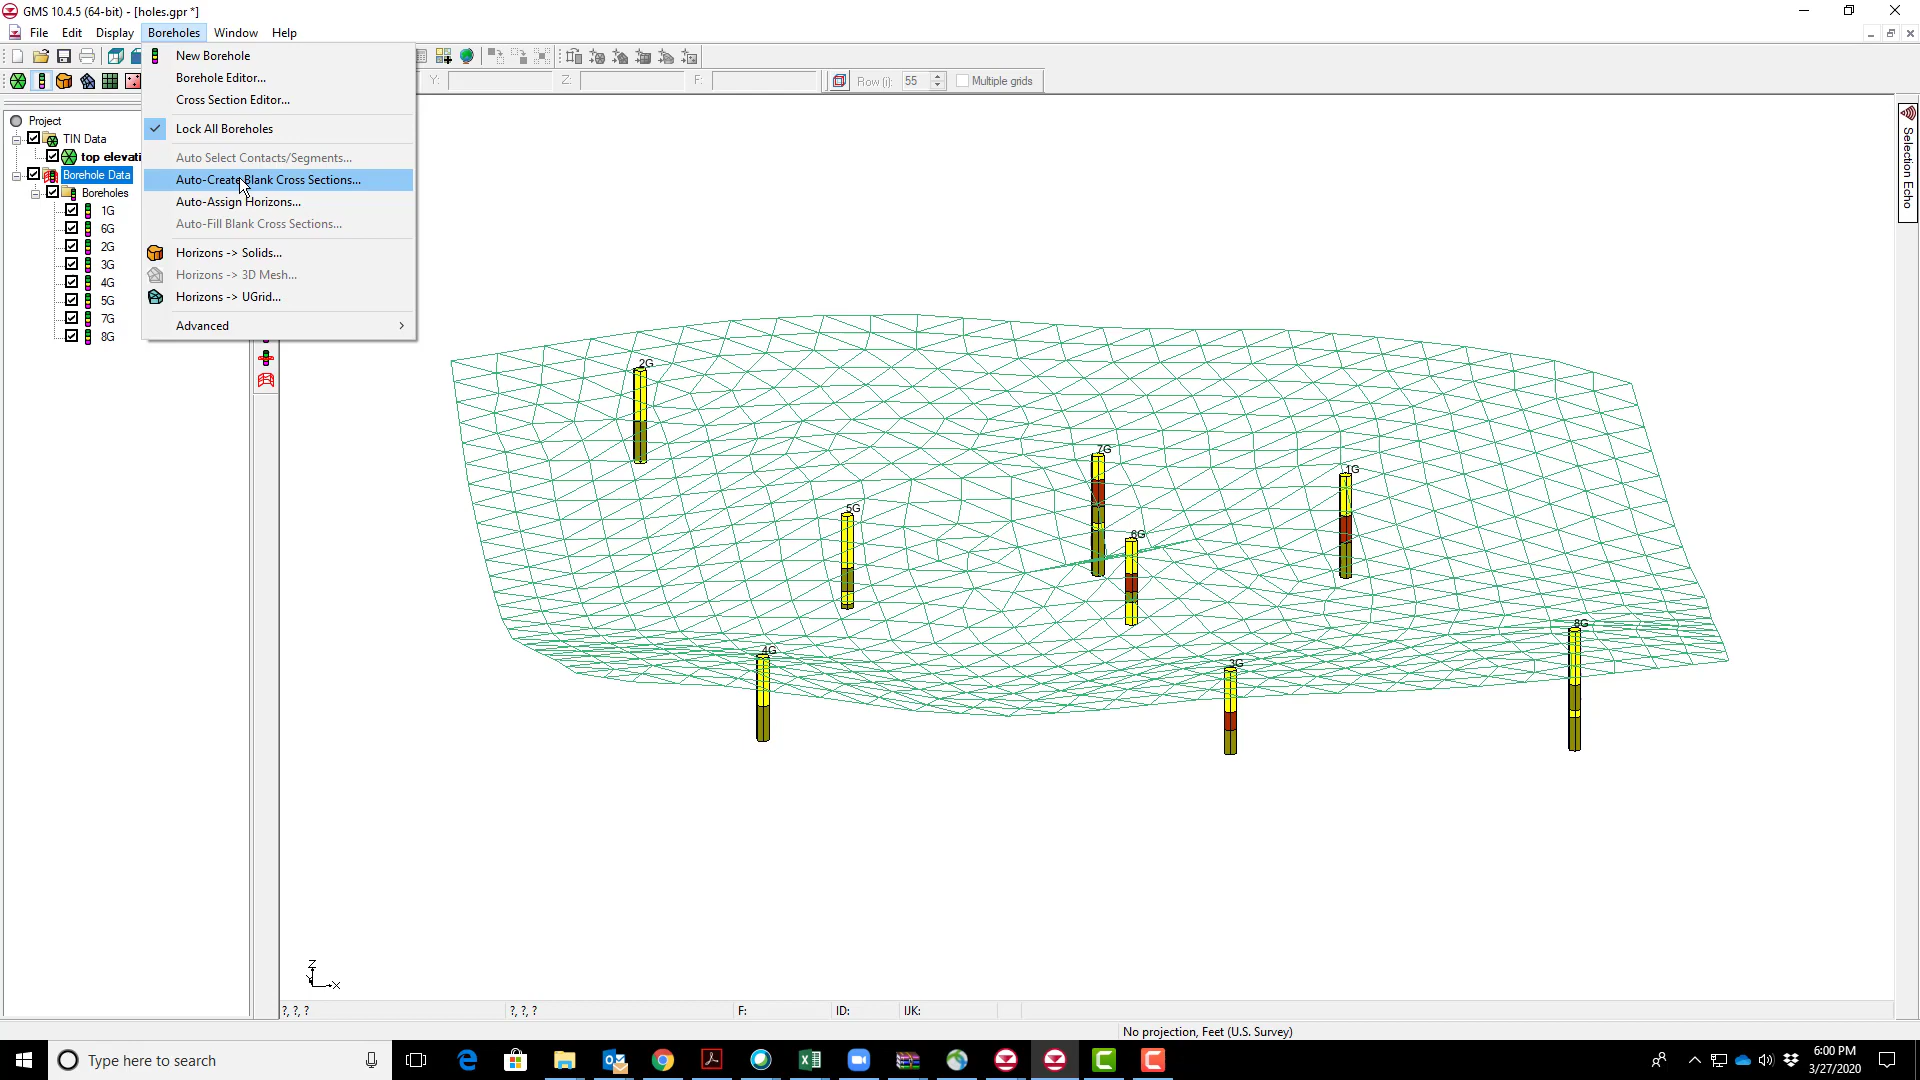 GMS 10.4.5 (64-bit) - [holes.gpr *]
File Edit Display Boreholes Window Help
Y: Z: F: Row (i): 55 Multiple grids
New Borehole
Borehole Editor...
Cross Section Editor...
Lock All Boreholes
Auto Select Contacts/Segments...
Auto-Create Blank Cross Sections...
Auto-Assign Horizons...
Auto-Fill Blank Cross Sections...
Horizons -> Solids...
Horizons -> 3D Mesh...
Horizons -> UGrid...
Advanced
Project
TIN Data
top elevati
Borehole Data
Boreholes
1G
6G
2G
3G
4G
5G
7G
8G
Selection Echo
2G
7G
1G
5G
6G
8G
4G
3G
Z
Y
X
?, ?, ? ?, ?, ? F: ID: IJK:
No projection, Feet (U.S. Survey)
Type here to search
6:00 PM
3/27/2020